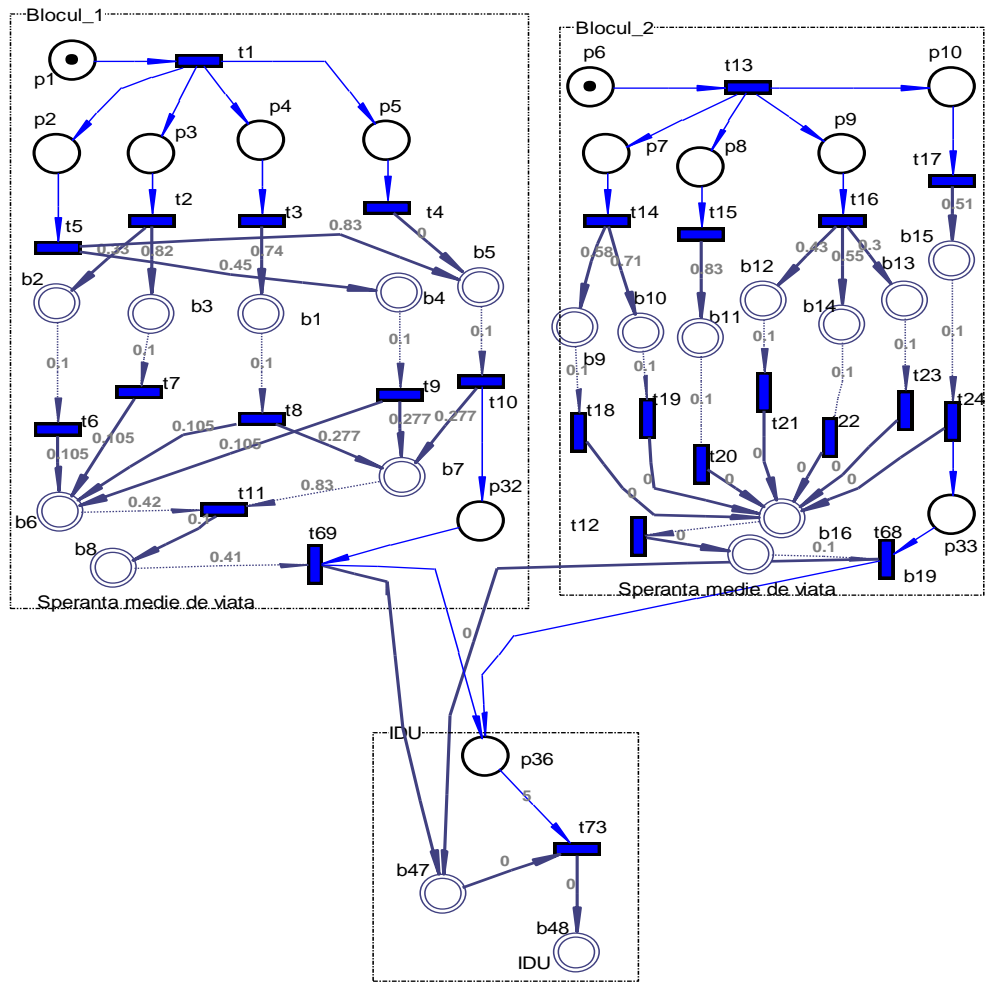 Blocul_1
p1
t1
p2
p3
p4
p5
t5
t2
t3
t4
0.33
0.82
0.74
0.83
0
0.45
b2
b3
b1
b4
b5
0.1
0.1
0.1
0.1
0.1
t6
t7
t8
t9
t10
0.105
0.105
0.105
0.105
0.277
0.277
0.277
b6
b7
0.42
t11
0.83
0.1
b8
0.41
t69
p32
Speranta medie de viata
Blocul_2
p6
t13
p10
p7
p8
p9
t17
t14
t15
t16
0.51
0.58
0.71
0.83
0.43
0.55
0.3
b9
b10
b11
b12
b14
b13
b15
0.1
0.1
0.1
0.1
0.1
0.1
0.1
t18
t19
t20
t21
t22
t23
t24
0
0
0
0
0
0
0
t12
0
b16
0.1
t68
p33
b19
Speranta medie de viata
0
IDU
p36
5
t73
b47
0
0
b48
IDU